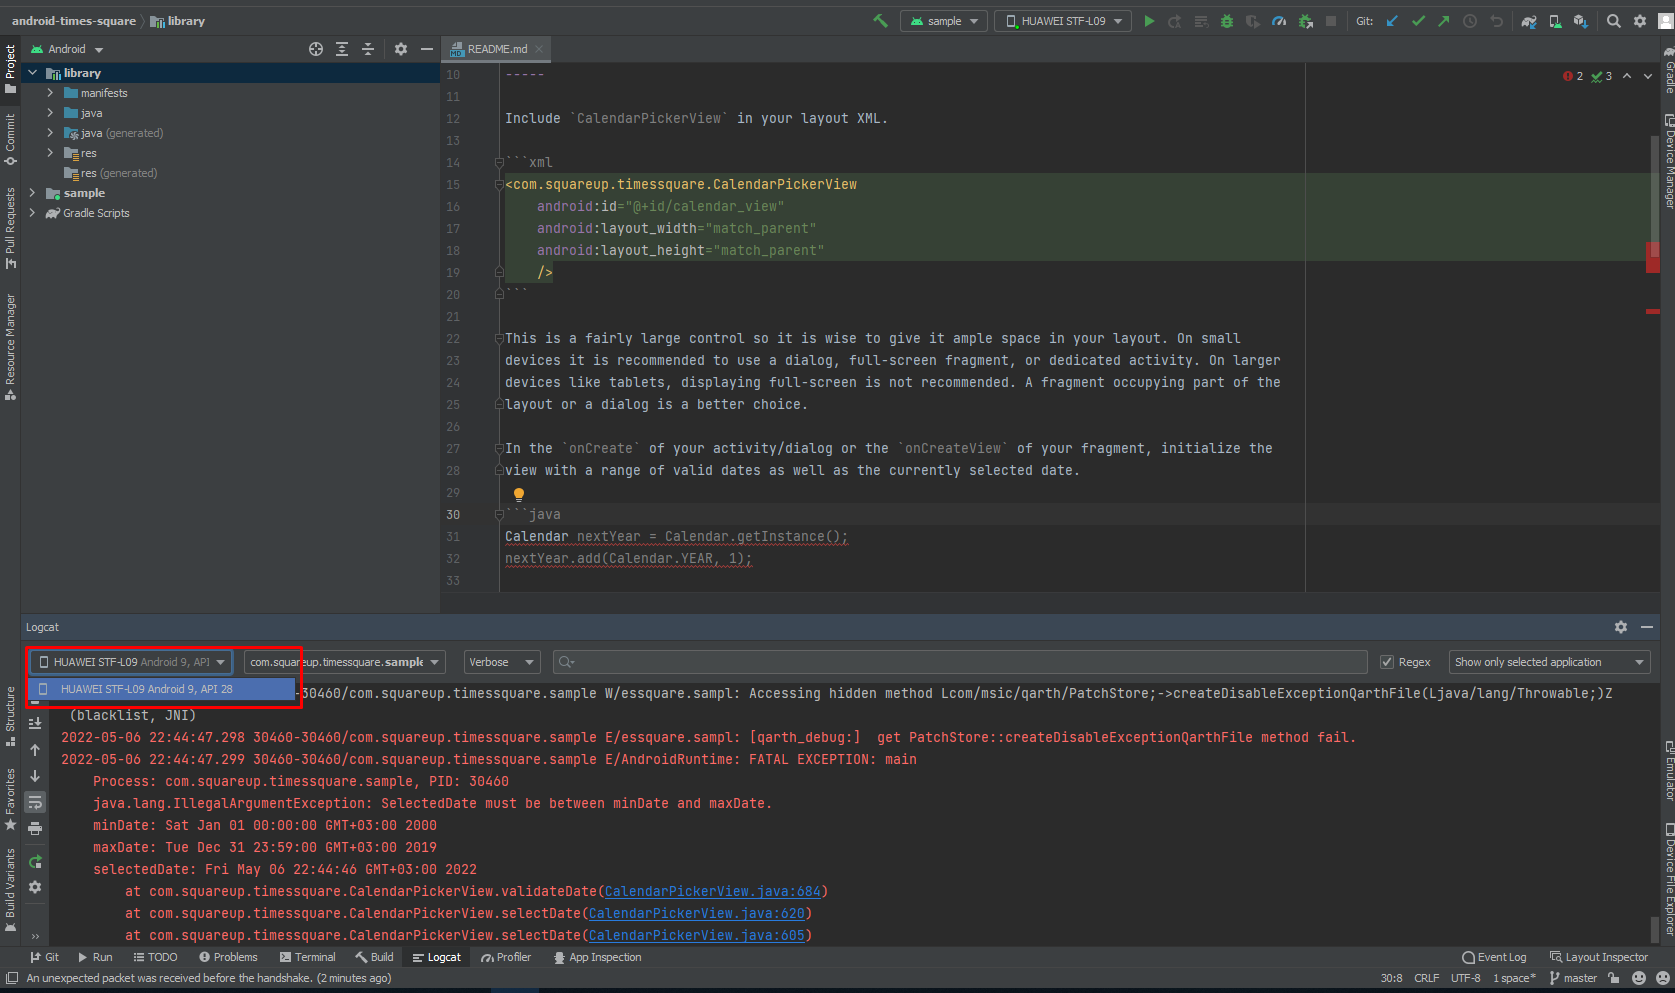 android-times-square
library
sample
HUAWEI STF-L09
Git:
Project
Commit
Pull Requests
Resource Manager
Structure
Favorites
Build Variants
Android
library
manifests
java
java (generated)
res
res (generated)
sample
Gradle Scripts
MD
README.md
2
3
10 -----
11
12 Include `CalendarPickerView` in your layout XML.
13
14 ```xml
15 <com.squareup.timessquare.CalendarPickerView
16 android:id="@+id/calendar_view"
17 android:layout_width="match_parent"
18 android:layout_height="match_parent"
19 />
20 ```
21
22 This is a fairly large control so it is wise to give it ample space in your layout. On small
23 devices it is recommended to use a dialog, full-screen fragment, or dedicated activity. On larger
24 devices like tablets, displaying full-screen is not recommended. A fragment occupying part of the
25 layout or a dialog is a better choice.
26
27 In the `onCreate` of your activity/dialog or the `onCreateView` of your fragment, initialize the
28 view with a range of valid dates as well as the currently selected date.
29
30 ```java
31 Calendar nextYear = Calendar.getInstance();
32 nextYear.add(Calendar.YEAR, 1);
33
Gradle
Device Manager
Emulator
Device File Explorer
Logcat
HUAWEI STF-L09 Android 9, API
com.squareup.timessquare.sample
Verbose
Regex
Show only selected application
HUAWEI STF-L09 Android 9, API 28
-30460/com.squareup.timessquare.sample W/essquare.sampl: Accessing hidden method Lcom/msic/qarth/PatchStore;->createDisableExceptionQarthFile(Ljava/lang/Throwable;)Z
(blacklist, JNI)
2022-05-06 22:44:47.298 30460-30460/com.squareup.timessquare.sample E/essquare.sampl: [qarth_debug:]  get PatchStore::createDisableExceptionQarthFile method fail.
2022-05-06 22:44:47.299 30460-30460/com.squareup.timessquare.sample E/AndroidRuntime: FATAL EXCEPTION: main
Process: com.squareup.timessquare.sample, PID: 30460
java.lang.IllegalArgumentException: SelectedDate must be between minDate and maxDate.
minDate: Sat Jan 01 00:00:00 GMT+03:00 2000
maxDate: Tue Dec 31 23:59:00 GMT+03:00 2019
selectedDate: Fri May 06 22:44:46 GMT+03:00 2022
at com.squareup.timessquare.CalendarPickerView.validateDate(CalendarPickerView.java:684)
at com.squareup.timessquare.CalendarPickerView.selectDate(CalendarPickerView.java:620)
at com.squareup.timessquare.CalendarPickerView.selectDate(CalendarPickerView.java:605)
Git
Run
TODO
Problems
Terminal
Build
Logcat
Profiler
App Inspection
Event Log
Layout Inspector
An unexpected packet was received before the handshake. (2 minutes ago)
30:8
CRLF
UTF-8
1 space*
master